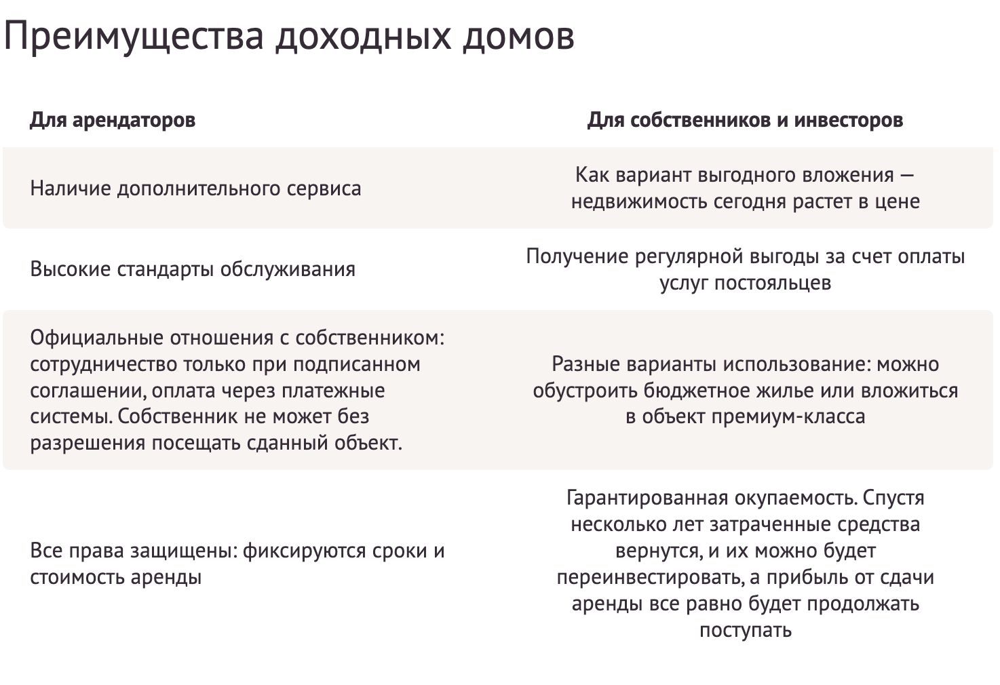 Преимущества доходных домов
Для арендаторов
Для собственников и инвесторов
Наличие дополнительного сервиса
Как вариант выгодного вложения —
недвижимость сегодня растет в цене
Высокие стандарты обслуживания
Получение регулярной выгоды за счет оплаты
услуг постояльцев
Официальные отношения с собственником:
сотрудничество только при подписанном
соглашении, оплата через платежные
системы. Собственник не может без
разрешения посещать сданный объект.
Разные варианты использование: можно
обустроить бюджетное жилье или вложиться
в объект премиум-класса
Все права защищены: фиксируются сроки и
стоимость аренды
Гарантированная окупаемость. Спустя
несколько лет затраченные средства
вернутся, и их можно будет
переинвестировать, а прибыль от сдачи
аренды все равно будет продолжать
поступать